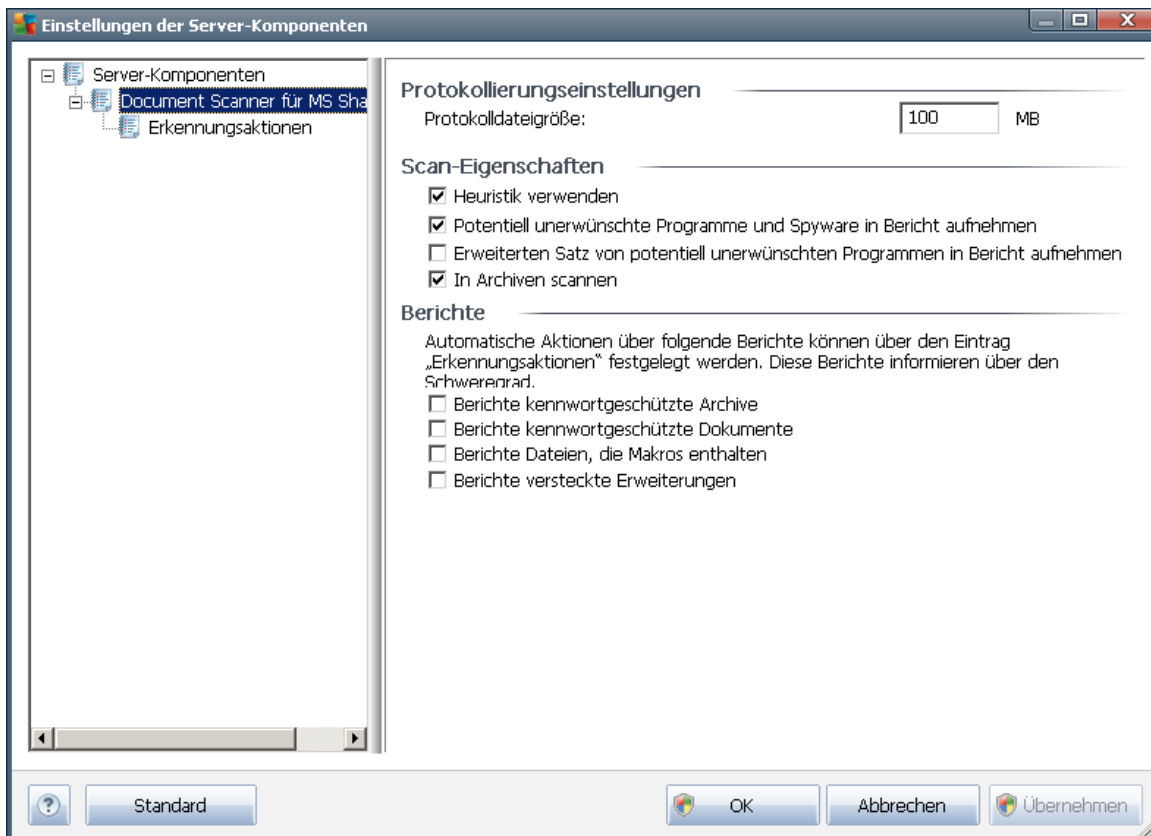 Einstellungen der Server-Komponenten
Server-Komponenten
Document Scanner für MS Sha
Erkennungsaktionen
Protokollierungseinstellungen
Protokolldateigröße:
100
MB
Scan-Eigenschaften
Heuristik verwenden
Potentiell unerwünschte Programme und Spyware in Bericht aufnehmen
Erweiterten Satz von potentiell unerwünschten Programmen in Bericht aufnehmen
In Archiven scannen
Berichte
Automatische Aktionen über folgende Berichte können über den Eintrag
„Erkennungsaktionen“ festgelegt werden. Diese Berichte informieren über den
Schweregrad.
Berichte kennwortgeschützte Archive
Berichte kennwortgeschützte Dokumente
Berichte Dateien, die Makros enthalten
Berichte versteckte Erweiterungen
?
Standard
OK
Abbrechen
Übernehmen